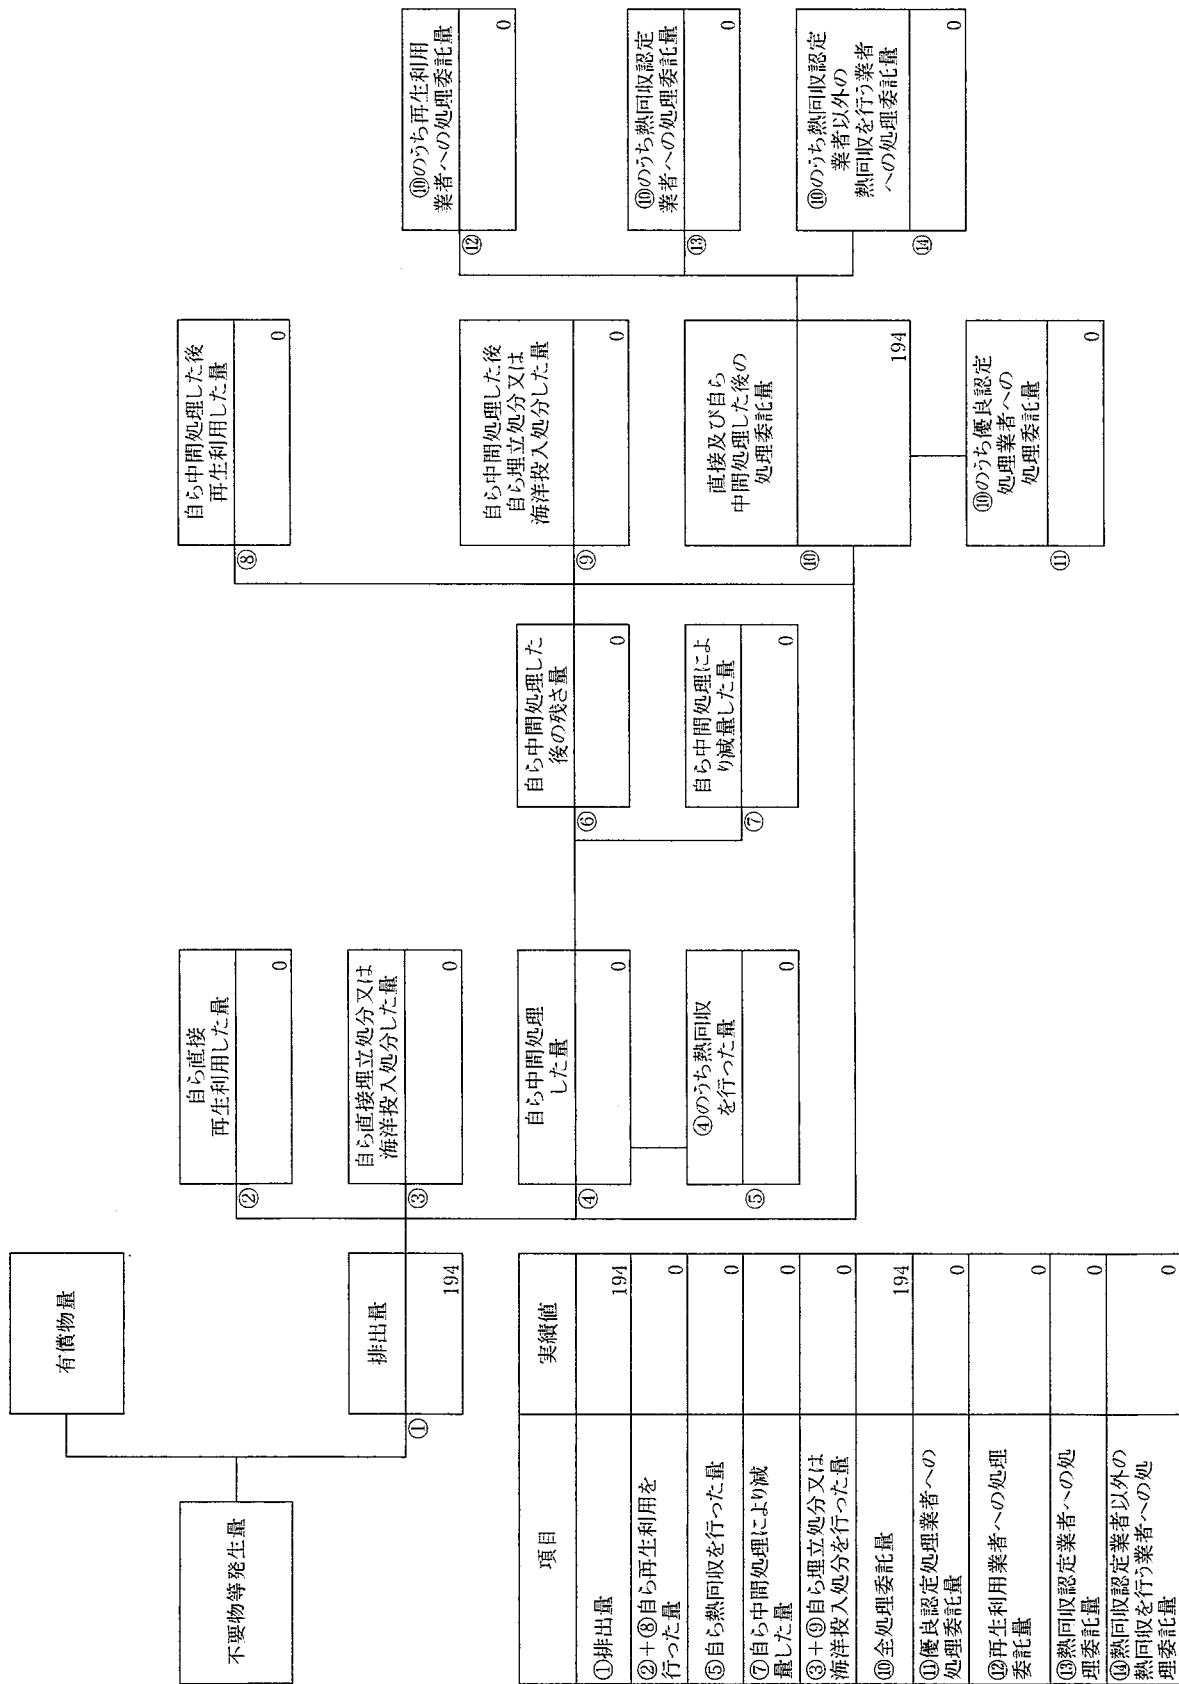 不要物等発生量
有償物量
排出量
①
194
自ら直接
再生利用した量
②
0
自ら直接埋立処分又は
海洋投入処分した量
③
0
自ら中間処理
した量
④
0
④のうち熱回収
を行った量
⑤
0
自ら中間処理した
後の残さ量
⑥
0
自ら中間処理によ
り減量した量
⑦
0
自ら中間処理した後
再生利用した量
⑧
0
自ら中間処理した後
自ら埋立処分又は
海洋投入処分した量
⑨
0
直接及び自ら
中間処理した後の
処理委託量
⑩
194
⑩のうち優良認定
処理業者への
処理委託量
⑪
0
⑩のうち再生利用
業者への処理委託量
⑫
0
⑩のうち熱回収認定
業者への処理委託量
⑬
0
⑩のうち熱回収認定
業者以外の
熱回収を行う業者
への処理委託量
⑭
0
項目 実績値
①排出量 194
②+⑧自ら再生利用を
行った量 0
⑤自ら熱回収を行った量 0
⑦自ら中間処理により減
量した量 0
③+⑨自ら埋立処分又は
海洋投入処分を行った量 0
⑩全処理委託量 194
⑪優良認定処理業者への
処理委託量 0
⑫再生利用業者への処理
委託量 0
⑬熱回収認定業者への処
理委託量 0
⑭熱回収認定業者以外の
熱回収を行う業者への処
理委託量 0